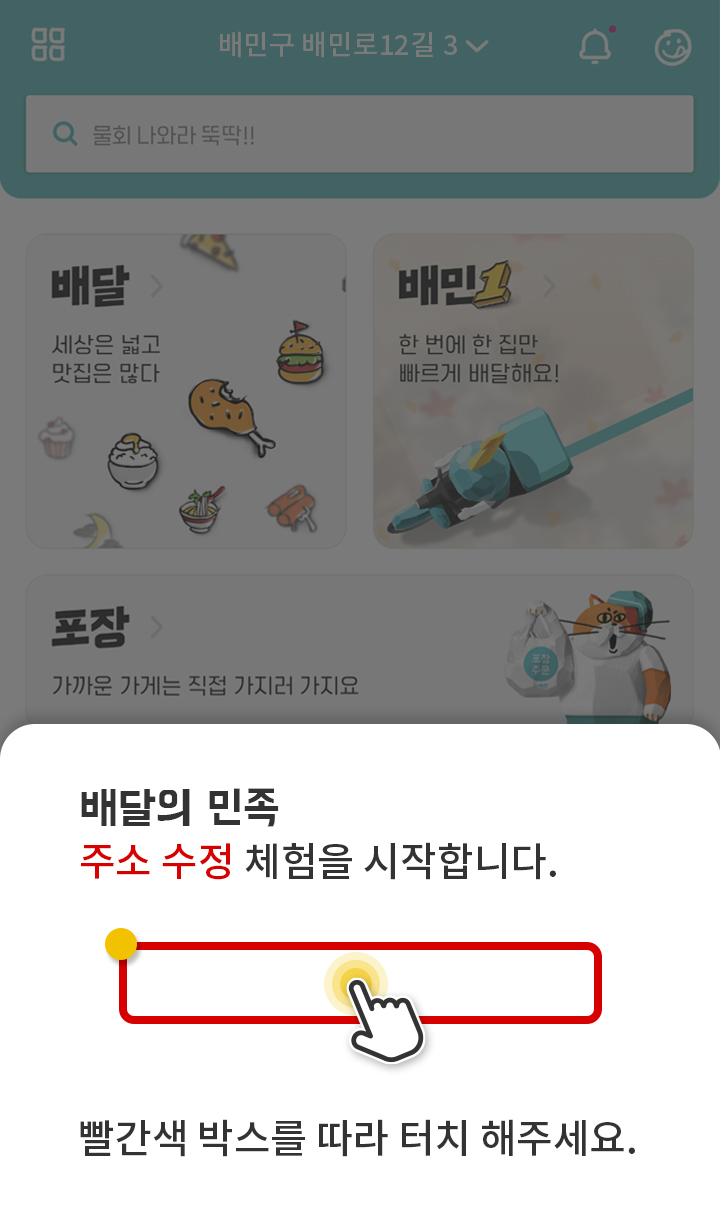 배민구 배민로12길 3
물회 나와라 뚝딱!!
배달
세상은 넓고
맛집은 많다
배민1
한 번에 한 집만
빠르게 배달해요!
포장
가까운 가게는 직접 가지러 가지요
포장
주문
배달의 민족
주소 수정 체험을 시작합니다.
빨간색 박스를 따라 터치 해주세요.